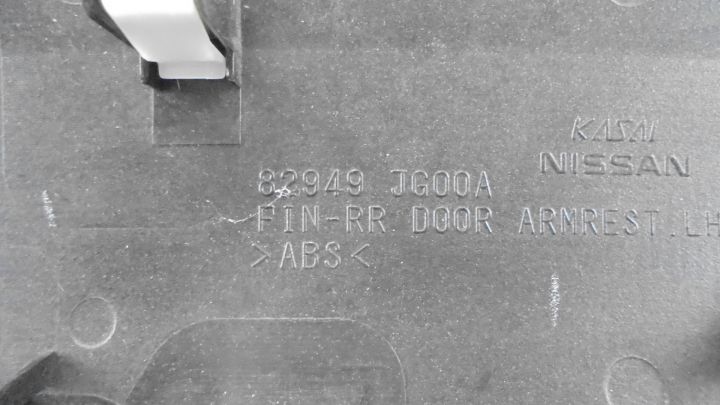 KASAI
NISSAN
82949 JG00A
FIN-RR DOOR ARMREST.LH
>ABS<